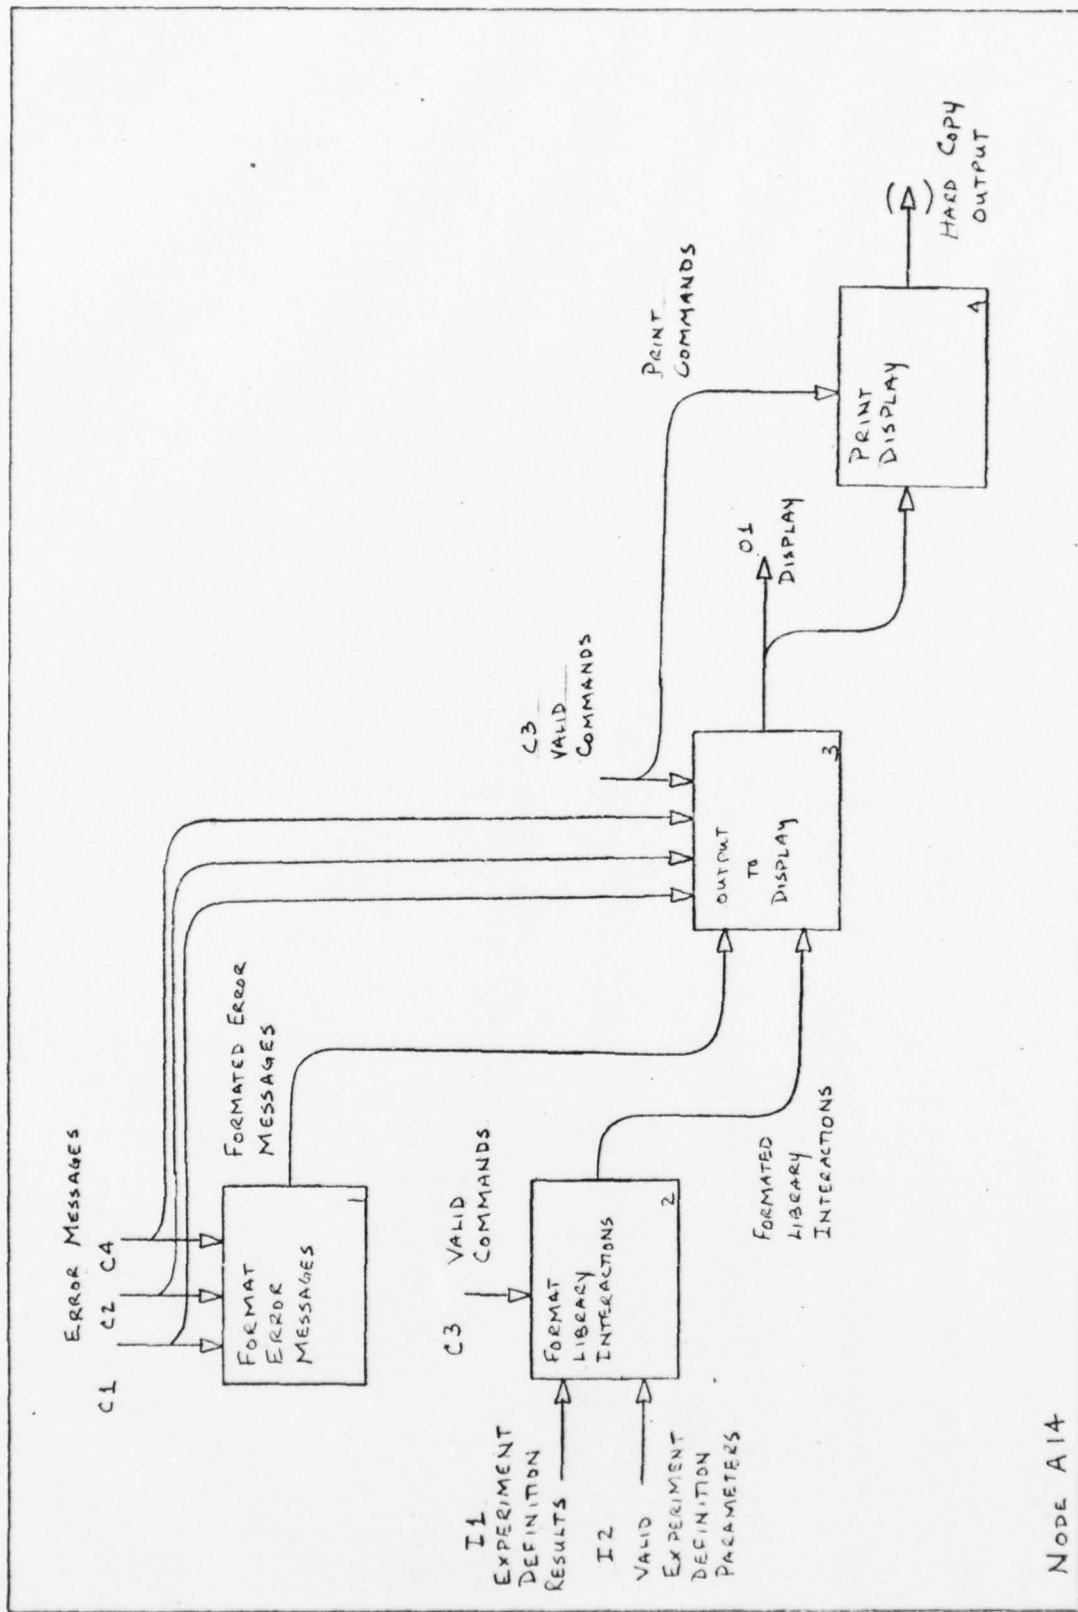 ERROR MESSAGES
C1
C2
C4
FORMAT
ERROR
MESSAGES
1
FORMATED ERROR
MESSAGES
C3
VALID
COMMANDS
I1
EXPERIMENT
DEFINITION
RESULTS
I2
VALID
EXPERIMENT
DEFINITION
PARAMETERS
FORMAT
LIBRARY
INTERACTIONS
2
FORMATED
LIBRARY
INTERACTIONS
C3
VALID
COMMANDS
OUTPUT
TO
DISPLAY
3
O1
DISPLAY
PRINT
COMMANDS
PRINT
DISPLAY
4
HARD COPY
OUTPUT
NODE A14